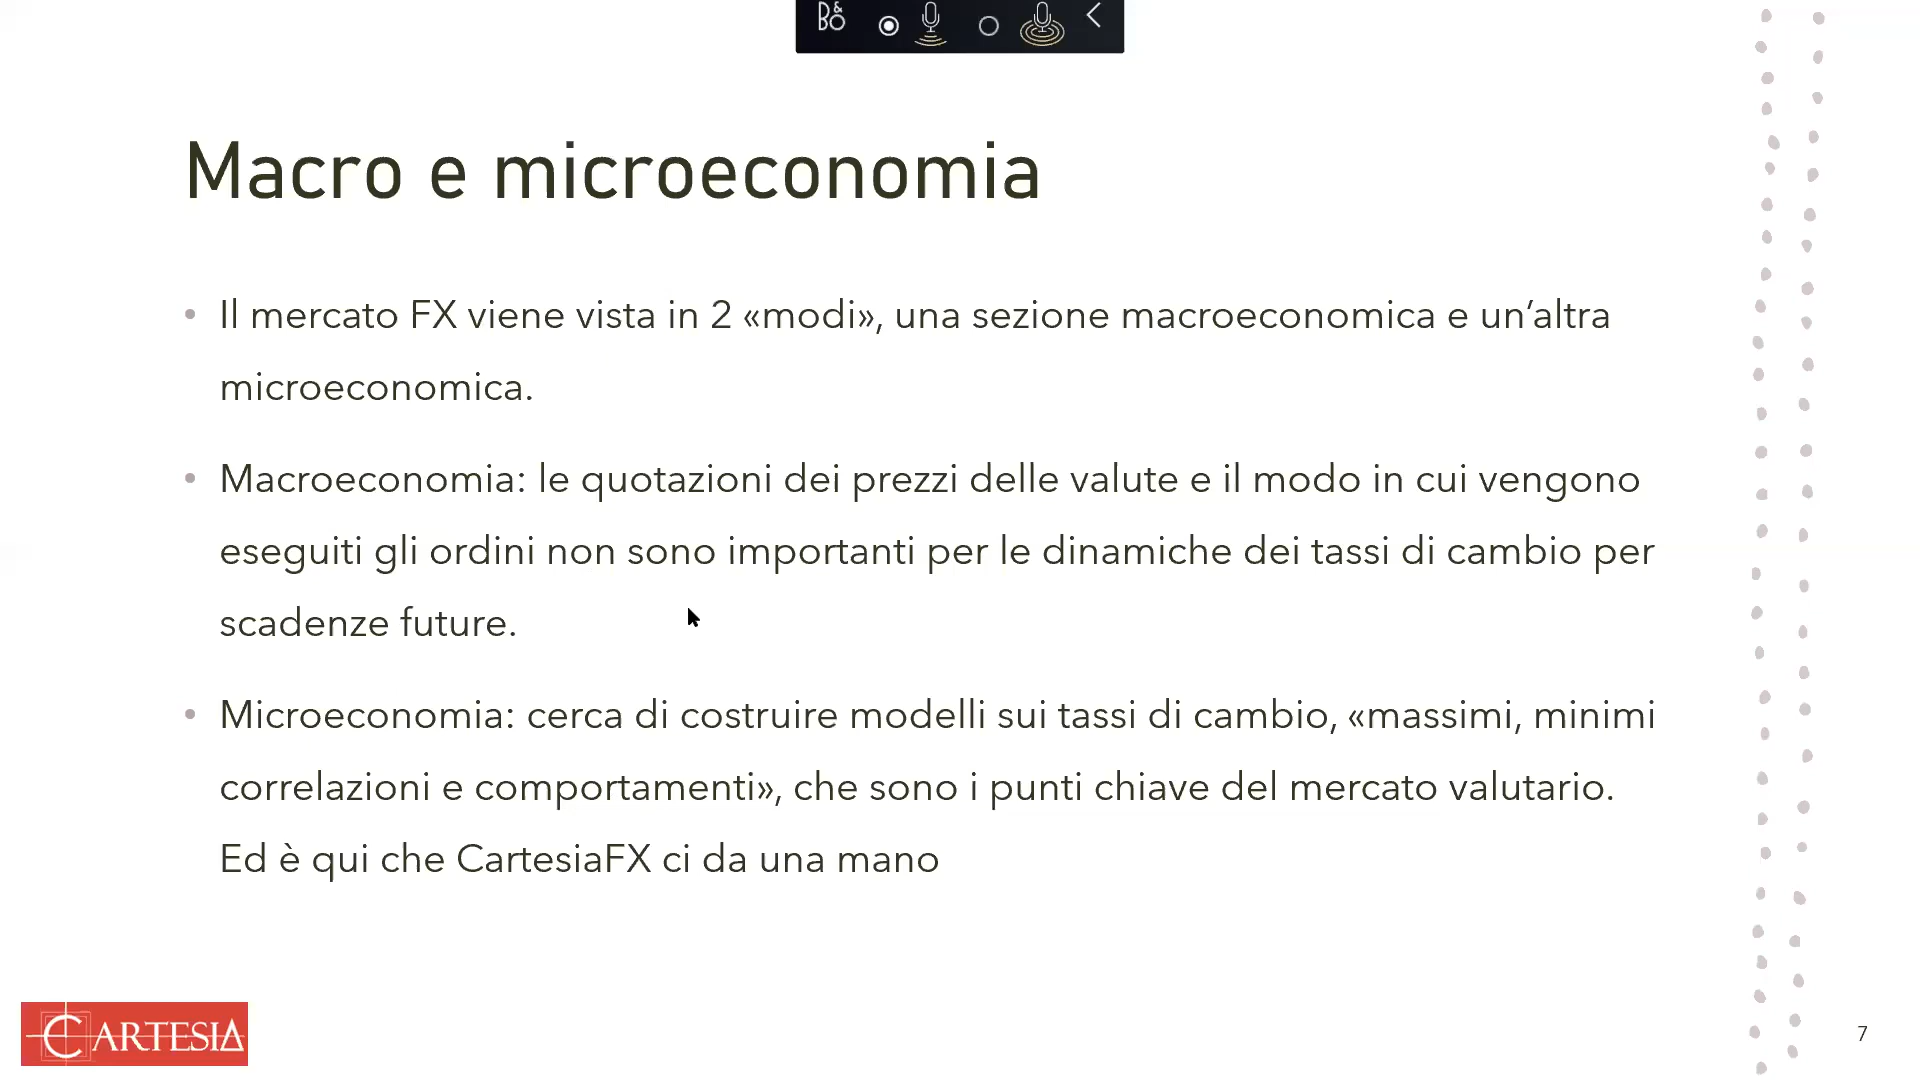 B&O
Macro e microeconomia
• Il mercato FX viene vista in 2 «modi», una sezione macroeconomica e un’altra
microeconomica.
• Macroeconomia: le quotazioni dei prezzi delle valute e il modo in cui vengono
eseguiti gli ordini non sono importanti per le dinamiche dei tassi di cambio per
scadenze future.
• Microeconomia: cerca di costruire modelli sui tassi di cambio, «massimi, minimi
correlazioni e comportamenti», che sono i punti chiave del mercato valutario.
Ed è qui che CartesiaFX ci da una mano
CARTESIA
7